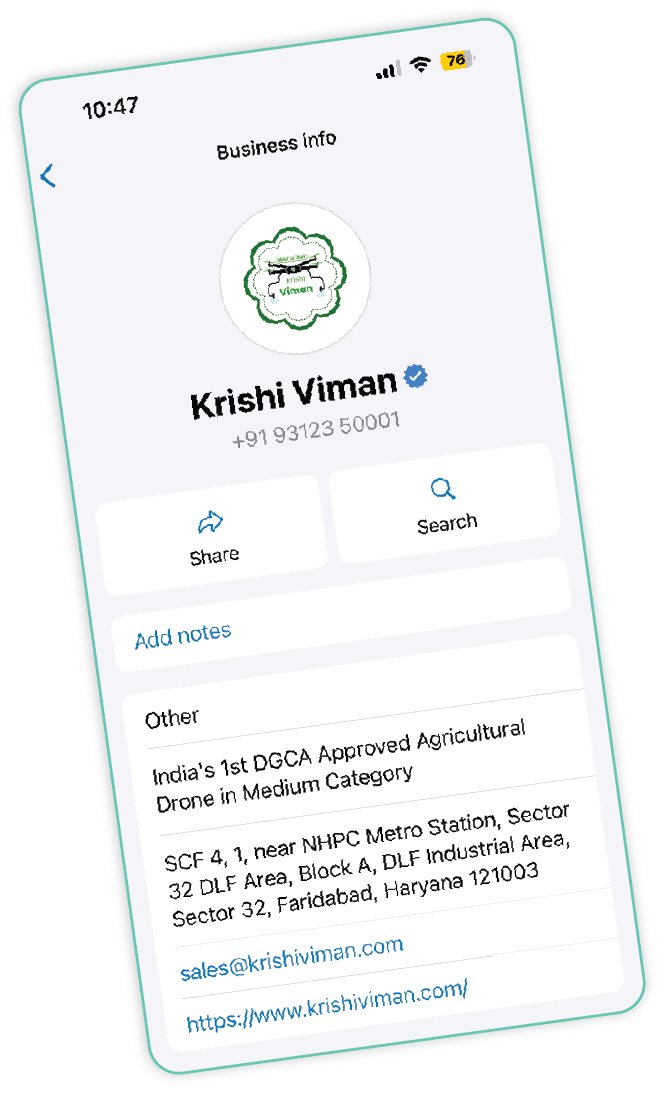 10:47
76
Business info
Krishi
Viman
Krishi Viman
+91 93123 50001
Share
Search
Add notes
Other
India's 1st DGCA Approved Agricultural
Drone in Medium Category
SCF 4, 1, near NHPC Metro Station, Sector
32 DLF Area, Block A, DLF Industrial Area,
Sector 32, Faridabad, Haryana 121003
sales@krishiviman.com
https://www.krishiviman.com/